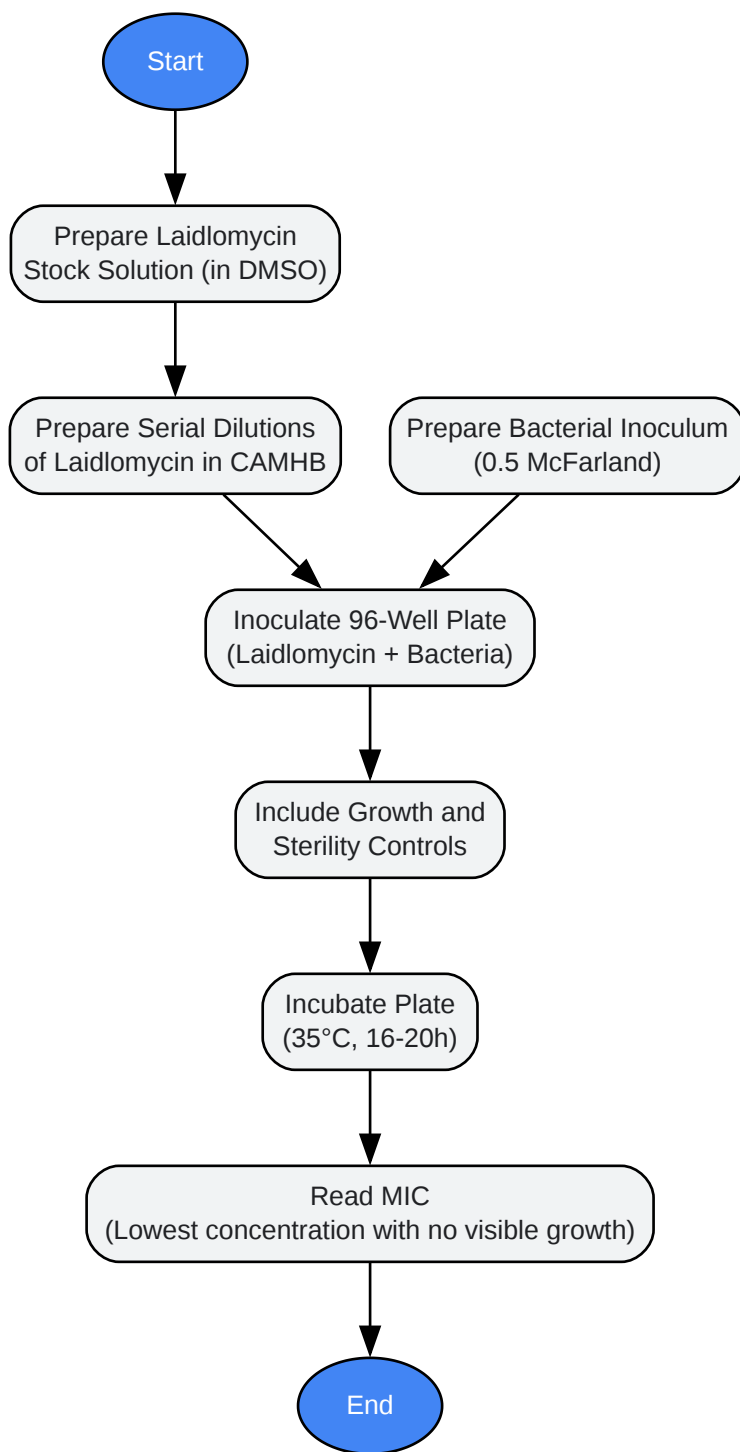 Start
Prepare Laidlomycin
Stock Solution (in DMSO)
Prepare Serial Dilutions
of Laidlomycin in CAMHB
Prepare Bacterial Inoculum
(0.5 McFarland)
Inoculate 96-Well Plate
(Laidlomycin + Bacteria)
Include Growth and
Sterility Controls
Incubate Plate
(35°C, 16-20h)
Read MIC
(Lowest concentration with no visible growth)
End